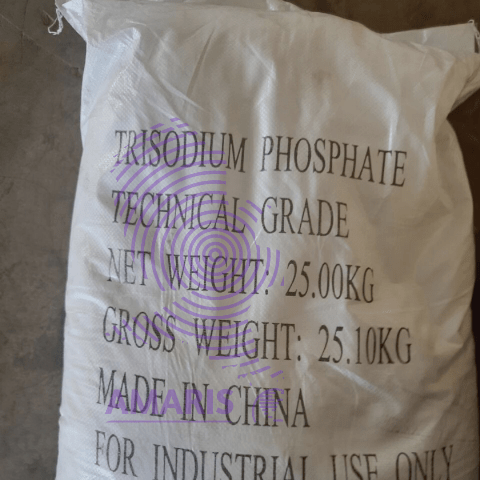 TRISODIUM PHOSPHATE
TECHNICAL GRADE
NET WEIGHT: 25.00KG
GROSS WEIGHT: 25.10KG
MADE IN CHINA
AMARIS
FOR INDUSTRIAL USE ONLY